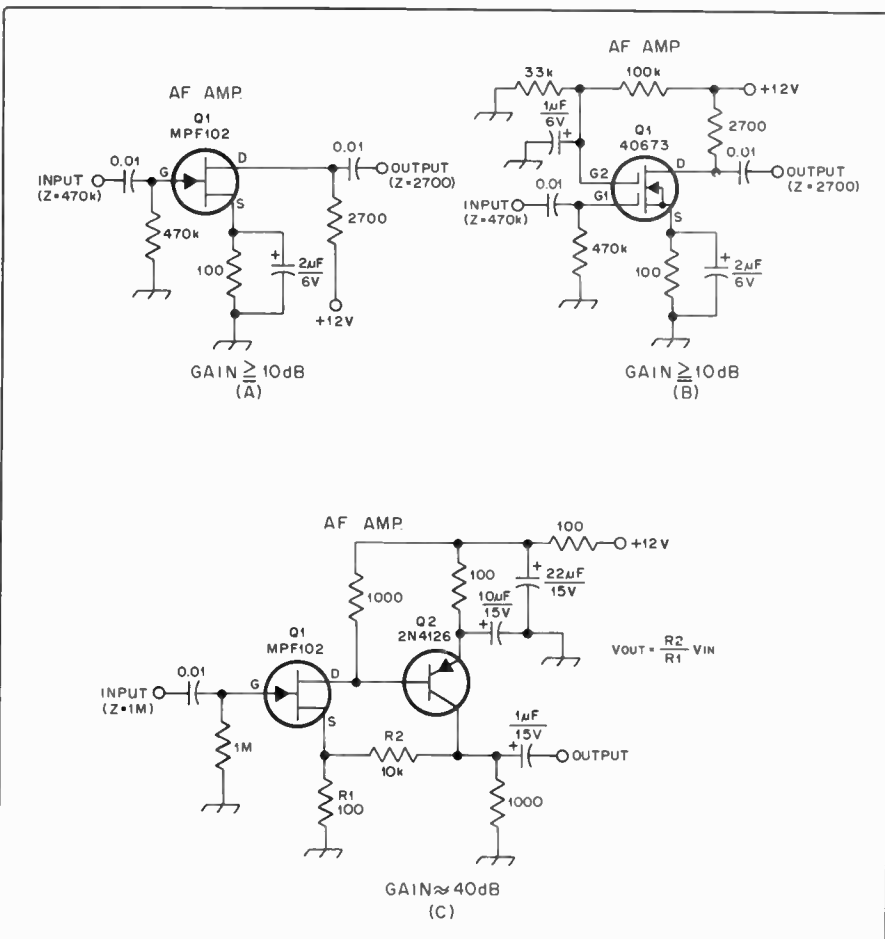 AF AMP.
Q1
MPF102
0.01
G
D
S
INPUT
(Z=470k)
470k
100
+
2µF
6V
0.01
OUTPUT
(Z=2700)
2700
+12V
GAIN ≧ 10dB
(A)
AF AMP
33k
100k
+12V
1µF
6V
+
Q1
40673
2700
0.01
G2
G1
D
S
OUTPUT
(Z=2700)
0.01
INPUT
(Z=470k)
470k
100
+
2µF
6V
GAIN ≧ 10dB
(B)
AF AMP.
100
+12V
1000
100
+
22µF
15V
10µF
15V
+
Q2
2N4126
Q1
MPF102
0.01
G
D
S
INPUT
(Z=1M)
1M
R2
10k
R1
100
1µF
15V
+
OUTPUT
1000
VOUT = R2/R1 VIN
GAIN ≈ 40dB
(C)